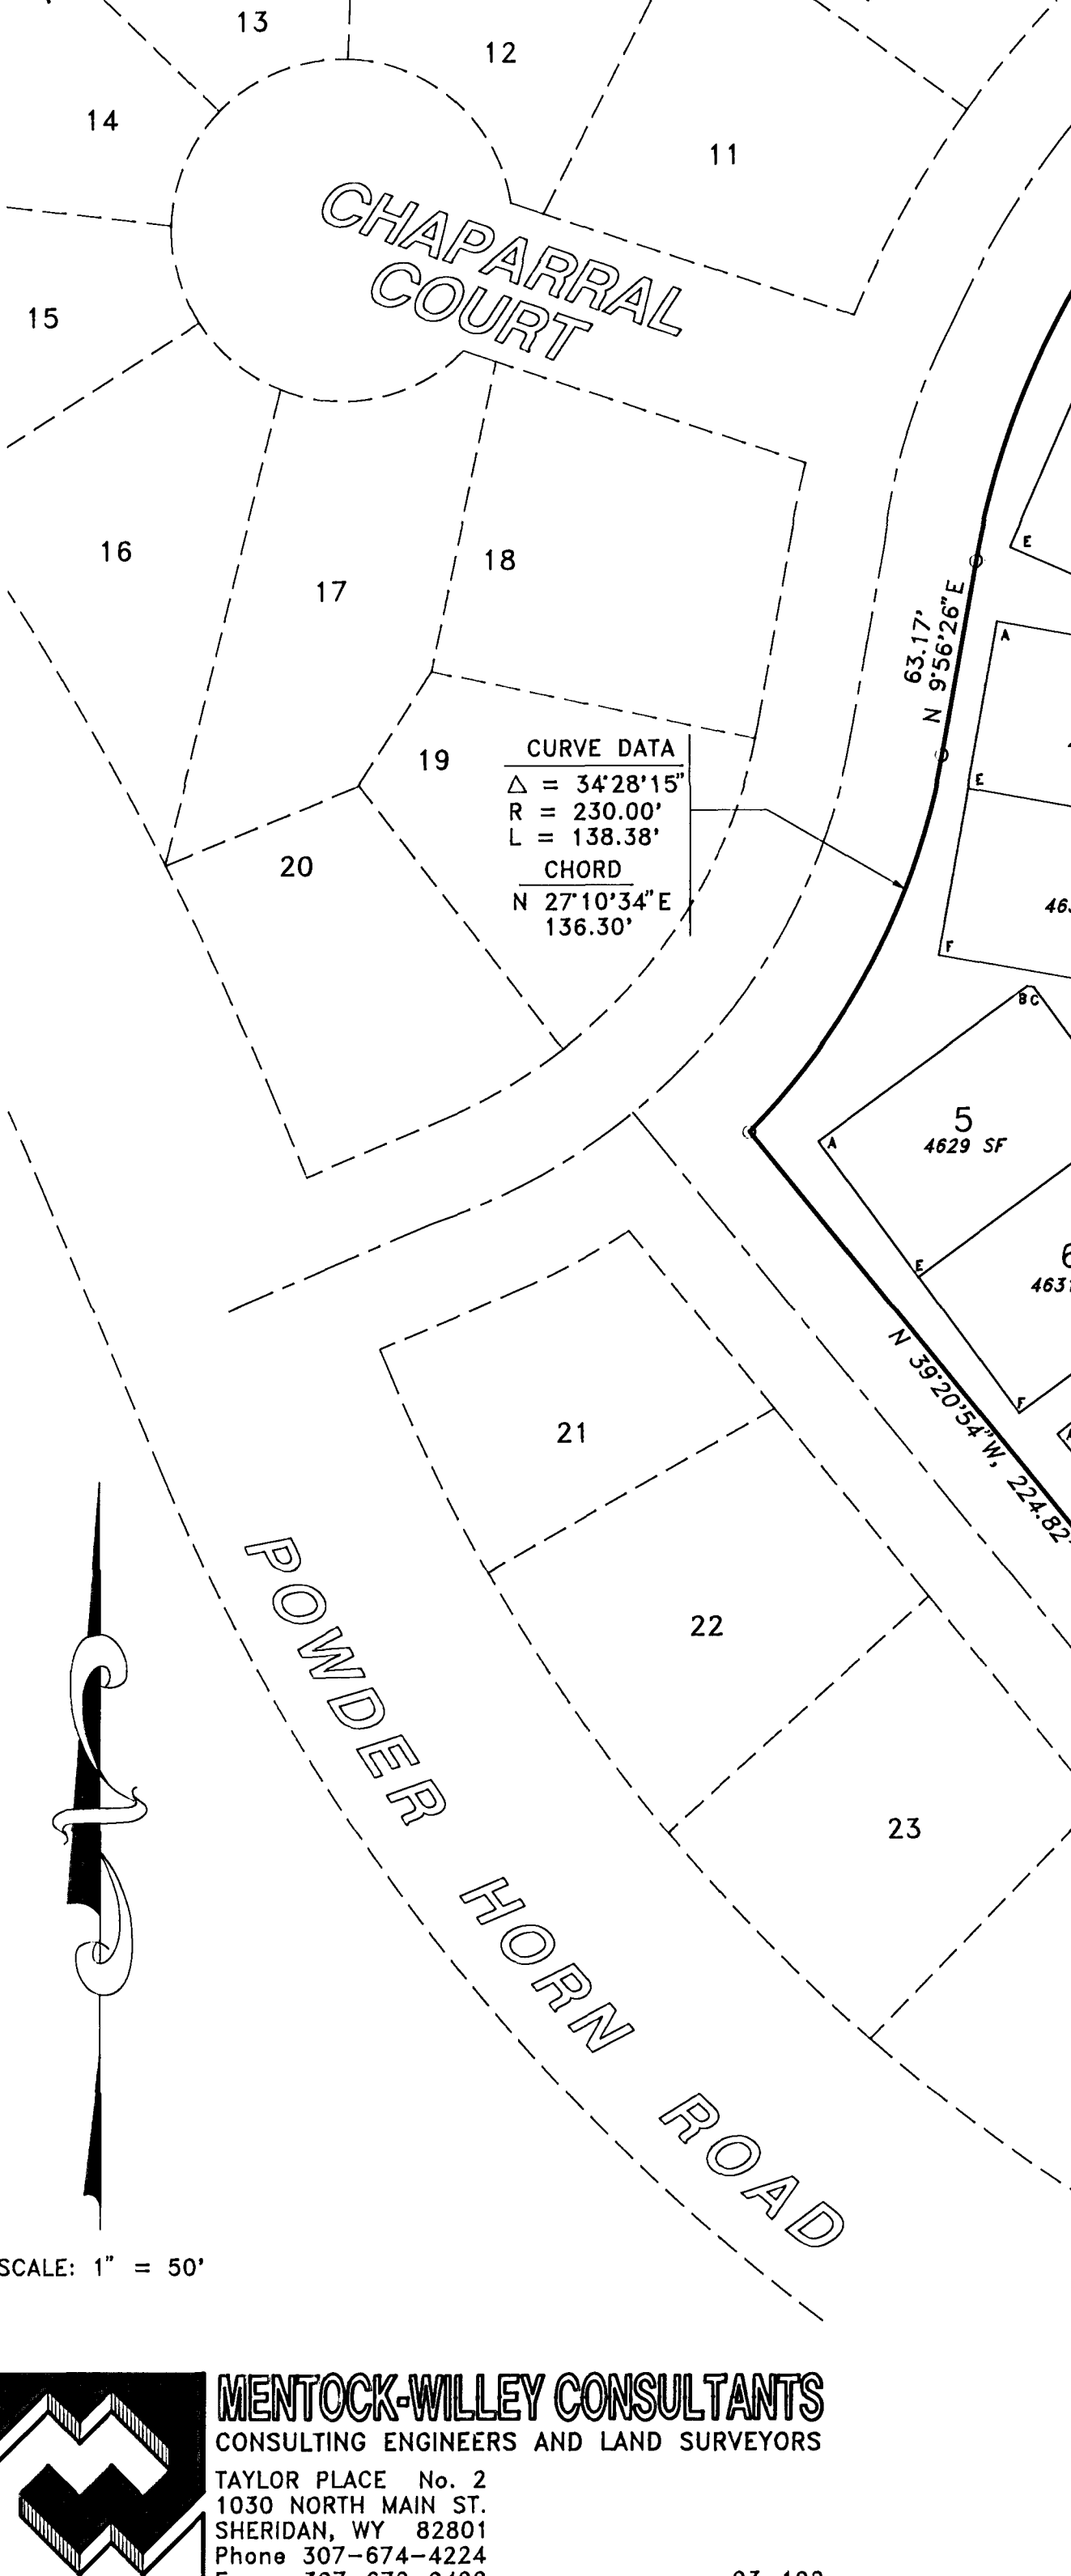 13
12
14
11
CHAPARRAL
COURT
15
16
17
18
E
63.17'
N 9°56'26" E
A
19
CURVE DATA
△ = 34°28'15"
R = 230.00'
L = 138.38'
CHORD
N 27°10'34" E
136.30'
E
20
F
B C
5
4629 SF
A
E
6
N 39°20'54" W, 224.82'
F
21
22
23
POWDER HORN ROAD
SCALE: 1" = 50'
MENTOCK-WILLEY CONSULTANTS
CONSULTING ENGINEERS AND LAND SURVEYORS
TAYLOR PLACE No. 2
1030 NORTH MAIN ST.
SHERIDAN, WY 82801
Phone 307-674-4224